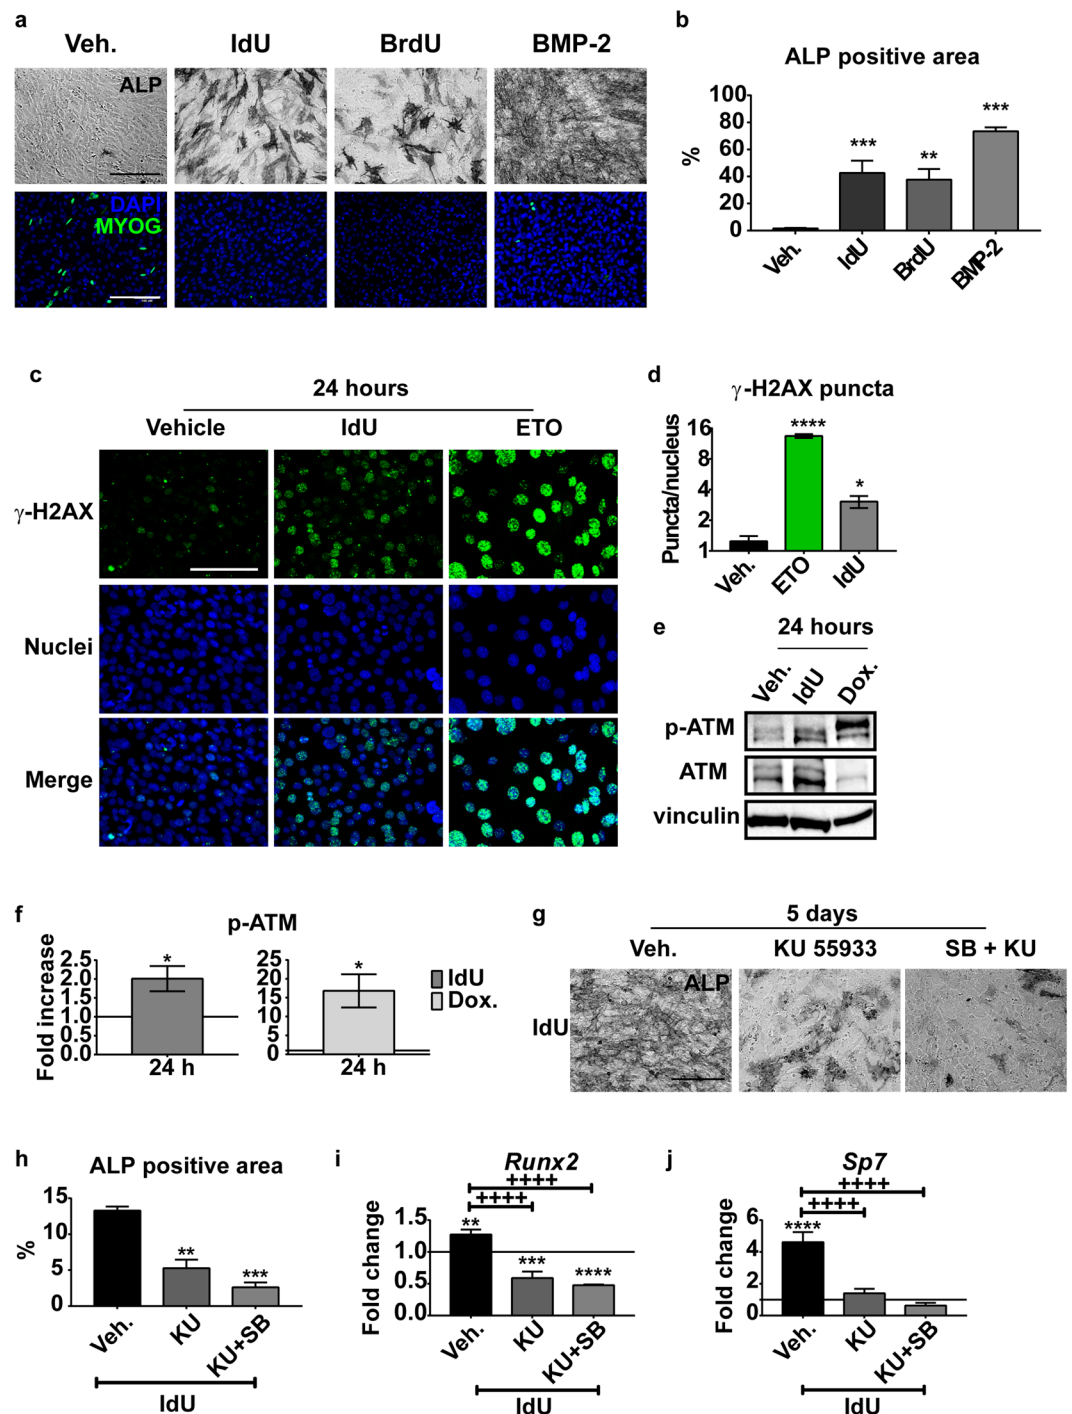 a
Veh. IdU BrdU BMP-2
ALP
DAPI
MYOG
b
ALP positive area
%
100
80
60
40
20
0
***
**
***
Veh. IdU BrdU BMP-2
c
24 hours
Vehicle IdU ETO
γ-H2AX
Nuclei
Merge
d
γ-H2AX puncta
Puncta/nucleus
16
8
4
2
1
****
*
Veh. ETO IdU
e
24 hours
Veh. IdU Dox.
p-ATM
ATM
vinculin
f
p-ATM
Fold increase
2.5
2.0
1.5
1.0
0.5
0.0
*
24 h
25
20
15
10
5
0
*
24 h
IdU
Dox.
g
5 days
Veh. KU 55933 SB + KU
IdU
ALP
h
ALP positive area
%
15
10
5
0
**
***
Veh. KU KU+SB
IdU
i
Runx2
++++
++++
Fold change
1.5
1.0
0.5
0.0
**
***
****
Veh. KU KU+SB
IdU
j
Sp7
++++
++++
Fold change
6
4
2
0
****
Veh. KU KU+SB
IdU